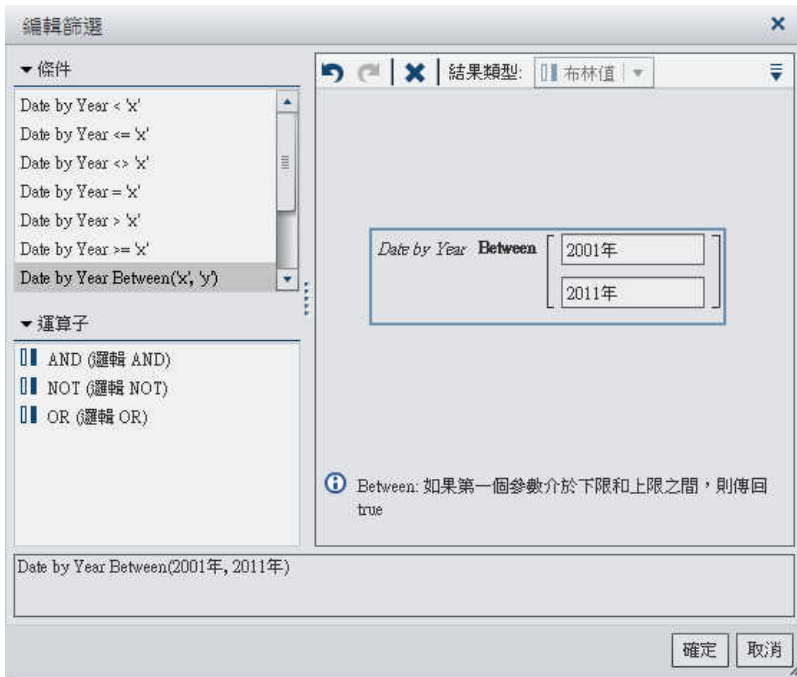 編輯篩選
條件
Date by Year < 'x'
Date by Year <= 'x'
Date by Year <> 'x'
Date by Year = 'x'
Date by Year > 'x'
Date by Year >= 'x'
Date by Year Between('x', 'y')
運算子
AND (邏輯 AND)
NOT (邏輯 NOT)
OR (邏輯 OR)
結果類型: 布林值
Date by Year Between 2001年
2011年
Between: 如果第一個參數介於下限和上限之間，則傳回
true
Date by Year Between(2001年, 2011年)
確定 取消